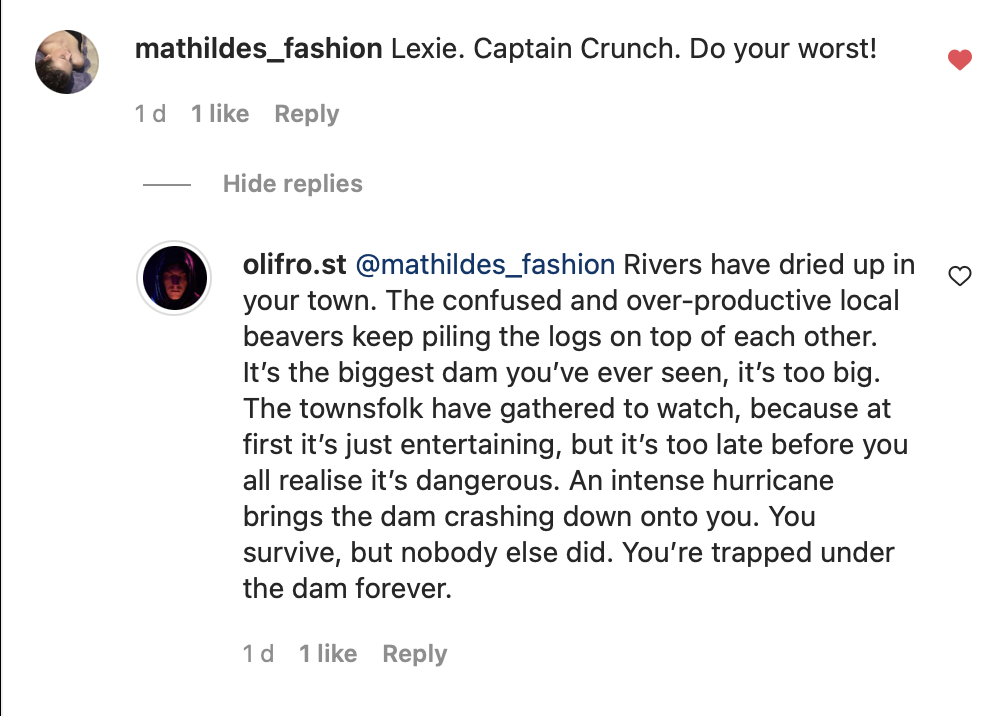 mathildes_fashion Lexie. Captain Crunch. Do your worst!
1 d 1 like Reply
Hide replies
olifro.st @mathildes_fashion Rivers have dried up in
your town. The confused and over-productive local
beavers keep piling the logs on top of each other.
It’s the biggest dam you’ve ever seen, it’s too big.
The townsfolk have gathered to watch, because at
first it’s just entertaining, but it’s too late before you
all realise it’s dangerous. An intense hurricane
brings the dam crashing down onto you. You
survive, but nobody else did. You’re trapped under
the dam forever.
1 d 1 like Reply